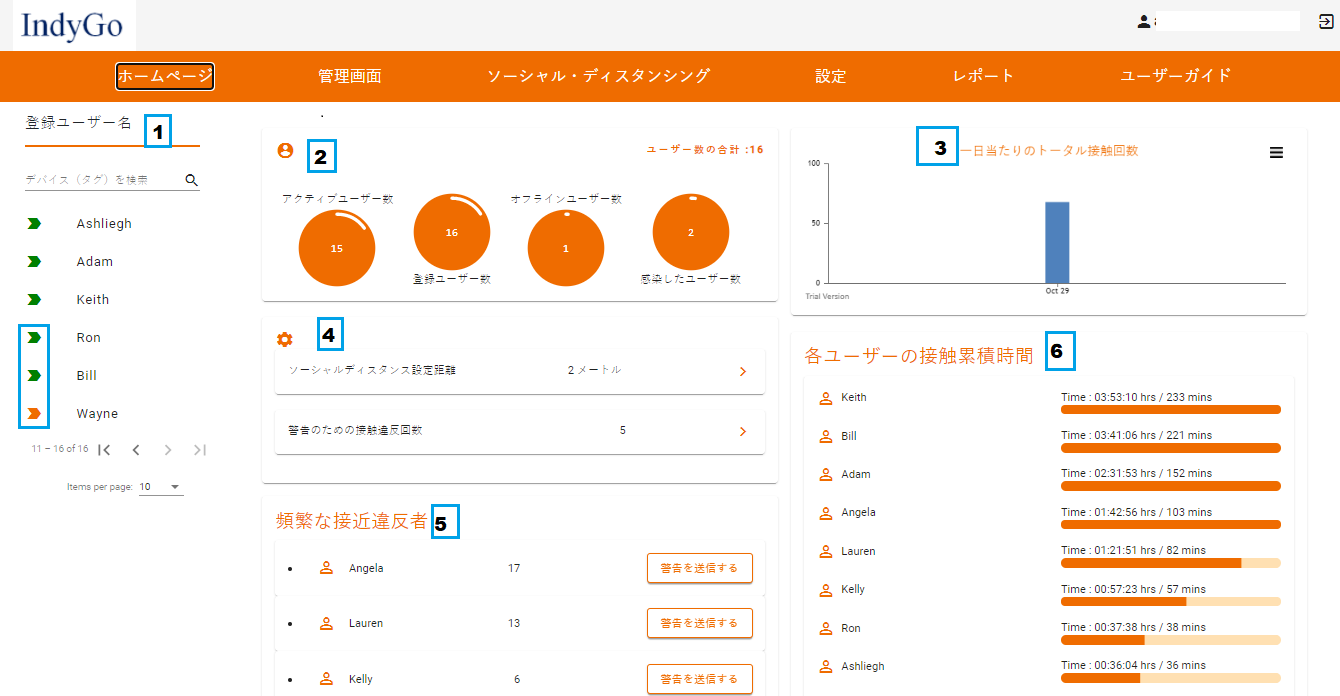 IndyGo
ホームページ
管理画面
ソーシャル・ディスタンシング
設定
レポート
ユーザーガイド
登録ユーザー名
1
デバイス（タグ）を検索
Ashliegh
Adam
Keith
Ron
Bill
Wayne
11 – 16 of 16
Items per page: 10
2
ユーザー数の合計 :16
アクティブユーザー数
15
16
登録ユーザー数
オフラインユーザー数
1
2
感染したユーザー数
3
一日当たりのトータル接触回数
100
50
0
Oct 29
Trial Version
4
ソーシャルディスタンス設定距離 2 メートル
警告のための接触違反回数 5
頻繁な接近違反者 5
Angela 17 警告を送信する
Lauren 13 警告を送信する
Kelly 6 警告を送信する
各ユーザーの接触累積時間 6
Keith Time : 03:53:10 hrs / 233 mins
Bill Time : 03:41:06 hrs / 221 mins
Adam Time : 02:31:53 hrs / 152 mins
Angela Time : 01:42:56 hrs / 103 mins
Lauren Time : 01:21:51 hrs / 82 mins
Kelly Time : 00:57:23 hrs / 57 mins
Ron Time : 00:37:38 hrs / 38 mins
Ashliegh Time : 00:36:04 hrs / 36 mins